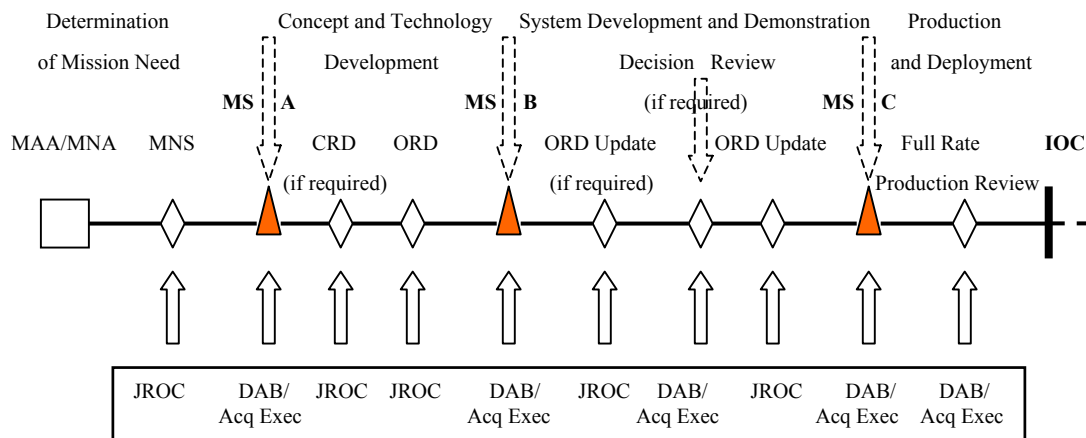 Determination
of Mission Need
Concept and Technology
Development
System Development and Demonstration
Decision Review
(if required)
Production
and Deployment
MS A
MS B
MS C
MAA/MNA
MNS
CRD
(if required)
ORD
ORD Update
(if required)
ORD Update
Full Rate
Production Review
IOC
JROC
DAB/
Acq Exec
JROC
JROC
DAB/
Acq Exec
JROC
DAB/
Acq Exec
JROC
DAB/
Acq Exec
DAB/
Acq Exec